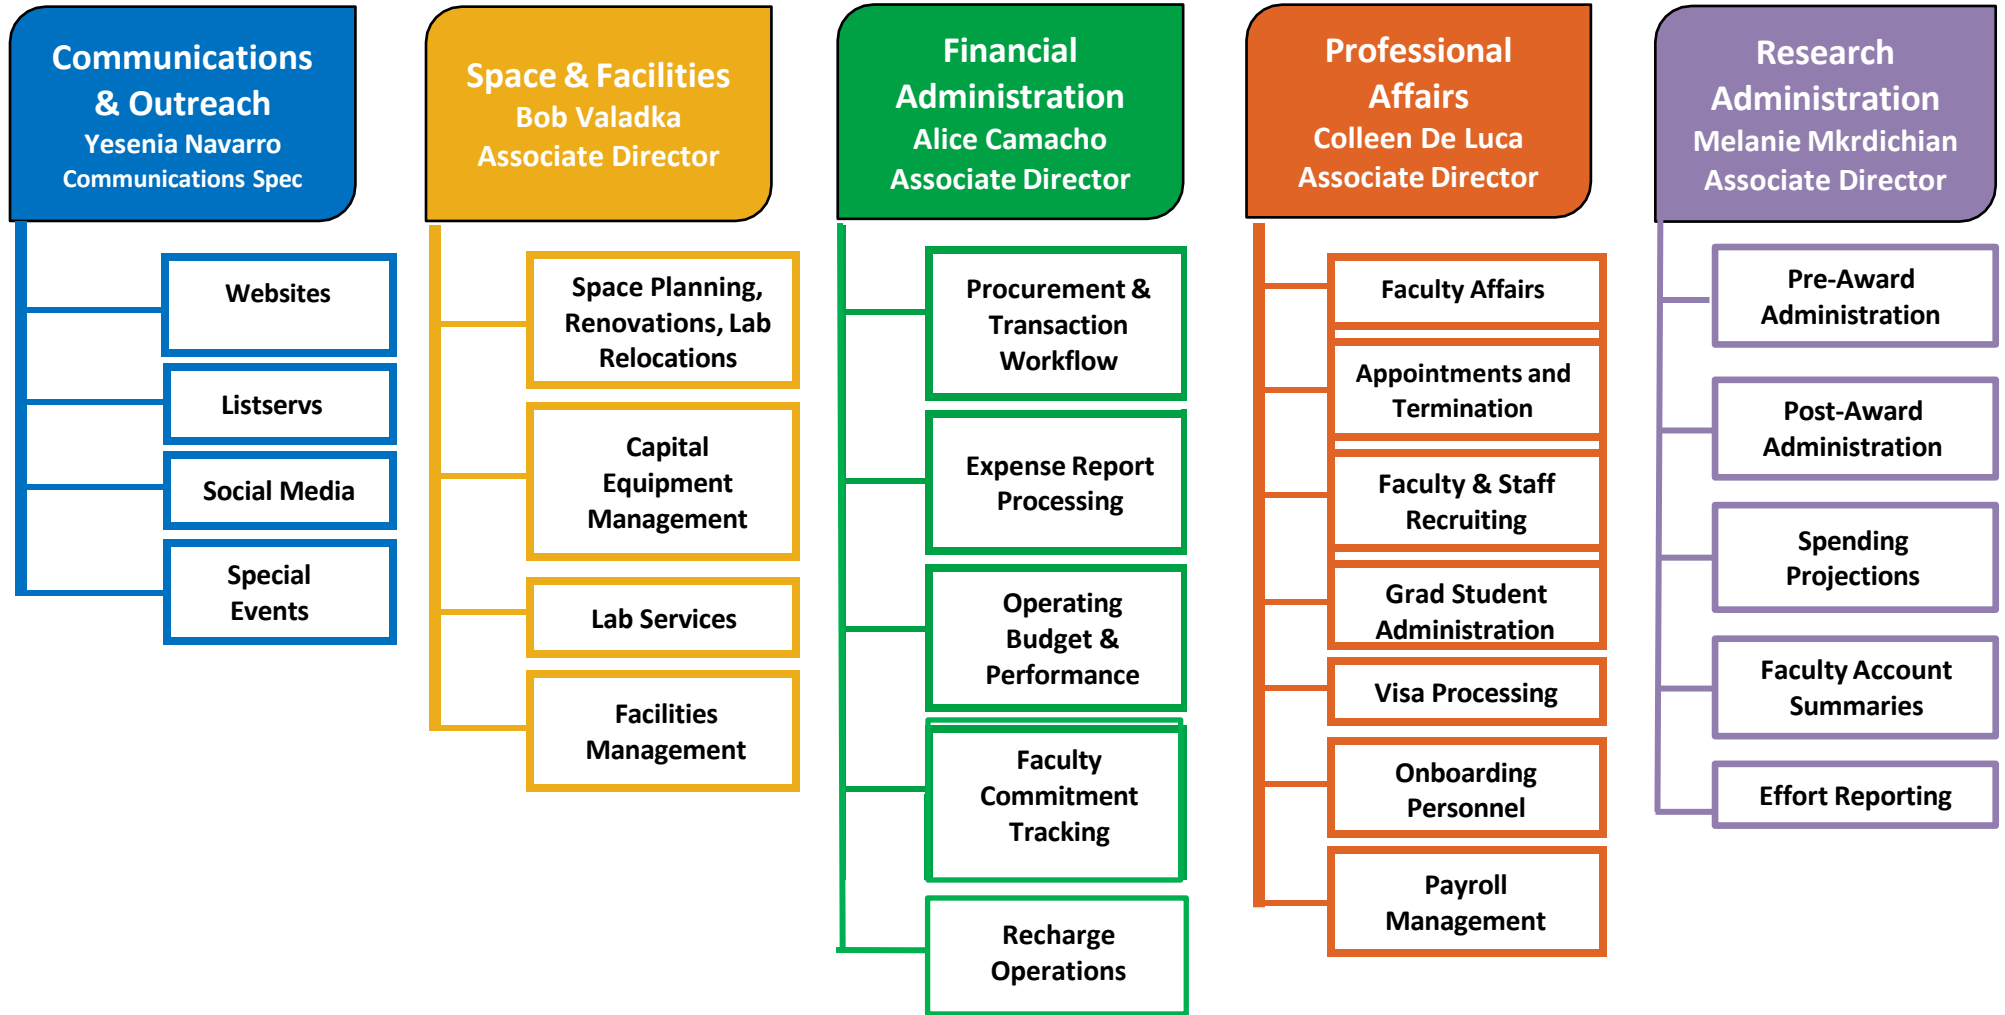 Communications
& Outreach
Yesenia Navarro
Communications Spec
Websites
Listservs
Social Media
Special
Events
Space & Facilities
Bob Valadka
Associate Director
Space Planning,
Renovations, Lab
Relocations
Capital
Equipment
Management
Lab Services
Facilities
Management
Financial
Administration
Alice Camacho
Associate Director
Procurement &
Transaction
Workflow
Expense Report
Processing
Operating
Budget &
Performance
Faculty
Commitment
Tracking
Recharge
Operations
Professional
Affairs
Colleen De Luca
Associate Director
Faculty Affairs
Appointments and
Termination
Faculty & Staff
Recruiting
Grad Student
Administration
Visa Processing
Onboarding
Personnel
Payroll
Management
Research
Administration
Melanie Mkrdichian
Associate Director
Pre-Award
Administration
Post-Award
Administration
Spending
Projections
Faculty Account
Summaries
Effort Reporting